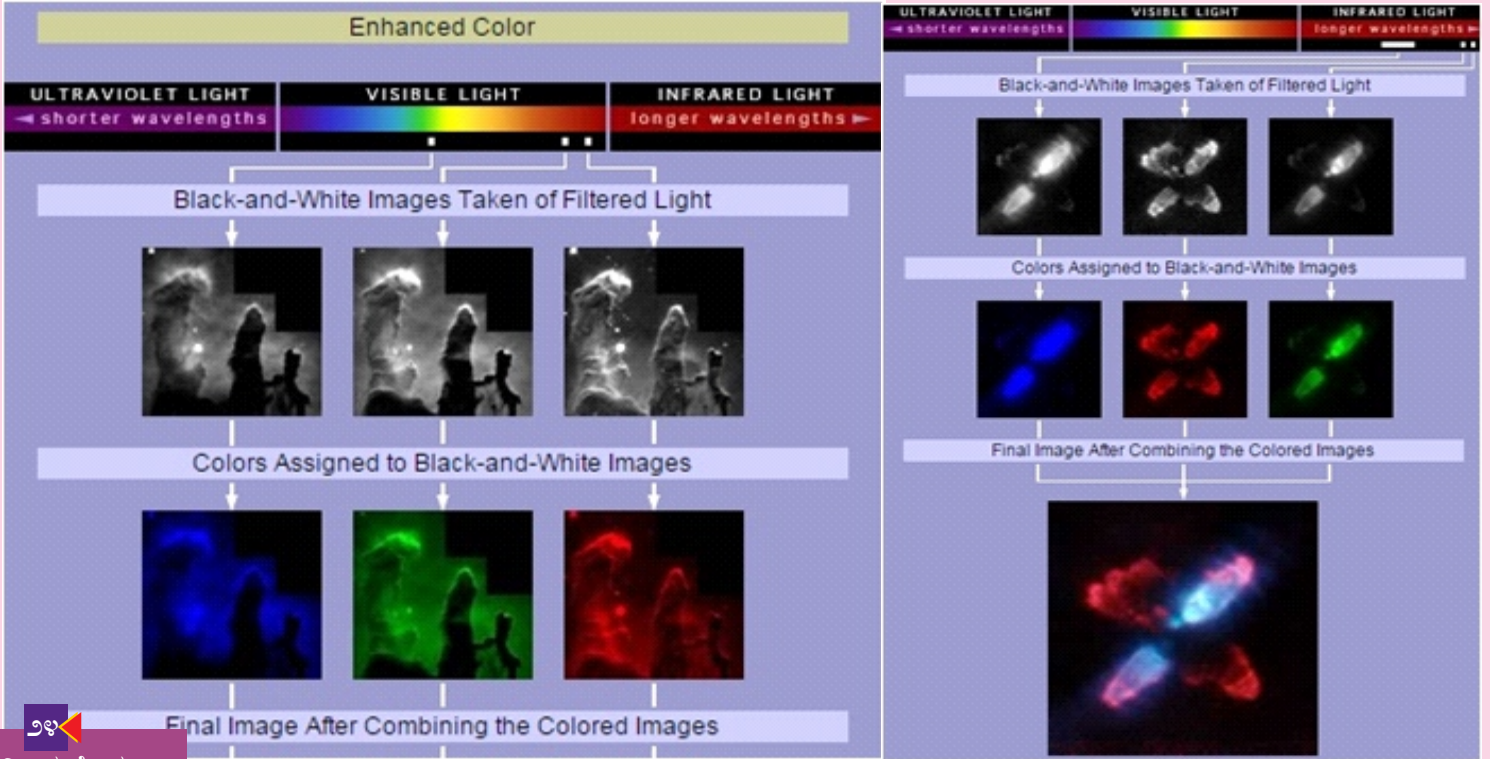 Enhanced Color
ULTRAVIOLET LIGHT
shorter wavelengths
VISIBLE LIGHT
INFRARED LIGHT
longer wavelengths
Black-and-White Images Taken of Filtered Light
Colors Assigned to Black-and-White Images
Final Image After Combining the Colored Images
೨೪
ULTRAVIOLET LIGHT
shorter wavelengths
VISIBLE LIGHT
INFRARED LIGHT
longer wavelengths
Black-and-White Images Taken of Filtered Light
Colors Assigned to Black-and-White Images
Final Image After Combining the Colored Images